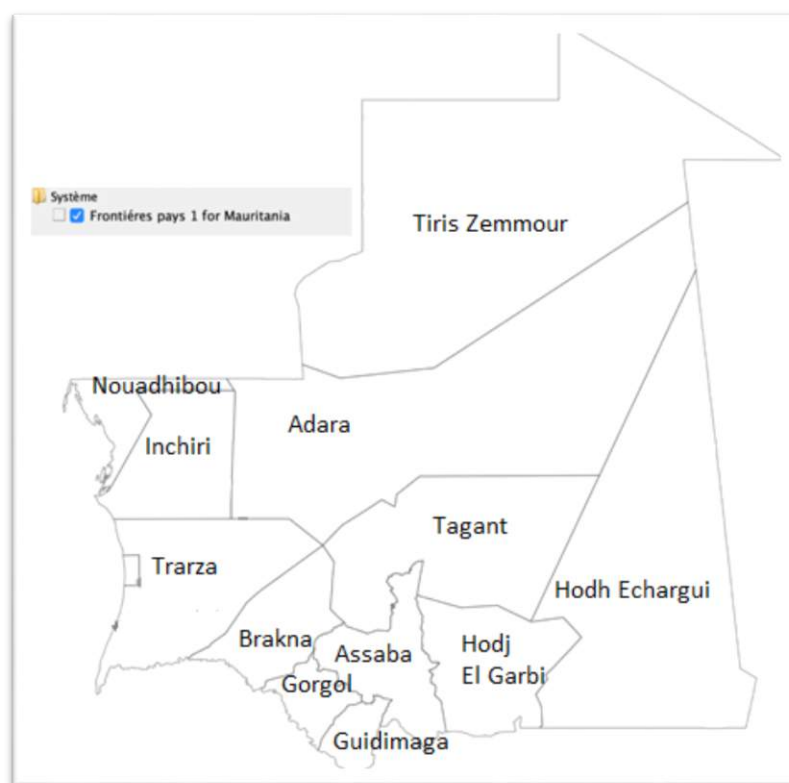 Système
Frontiéres pays 1 for Mauritania
Tiris Zemmour
Nouadhibou
Adara
Inchiri
Tagant
Trarza
Hodh Echargui
Brakna
Assaba
Hodj
El Garbi
Gorgol
Guidimaga